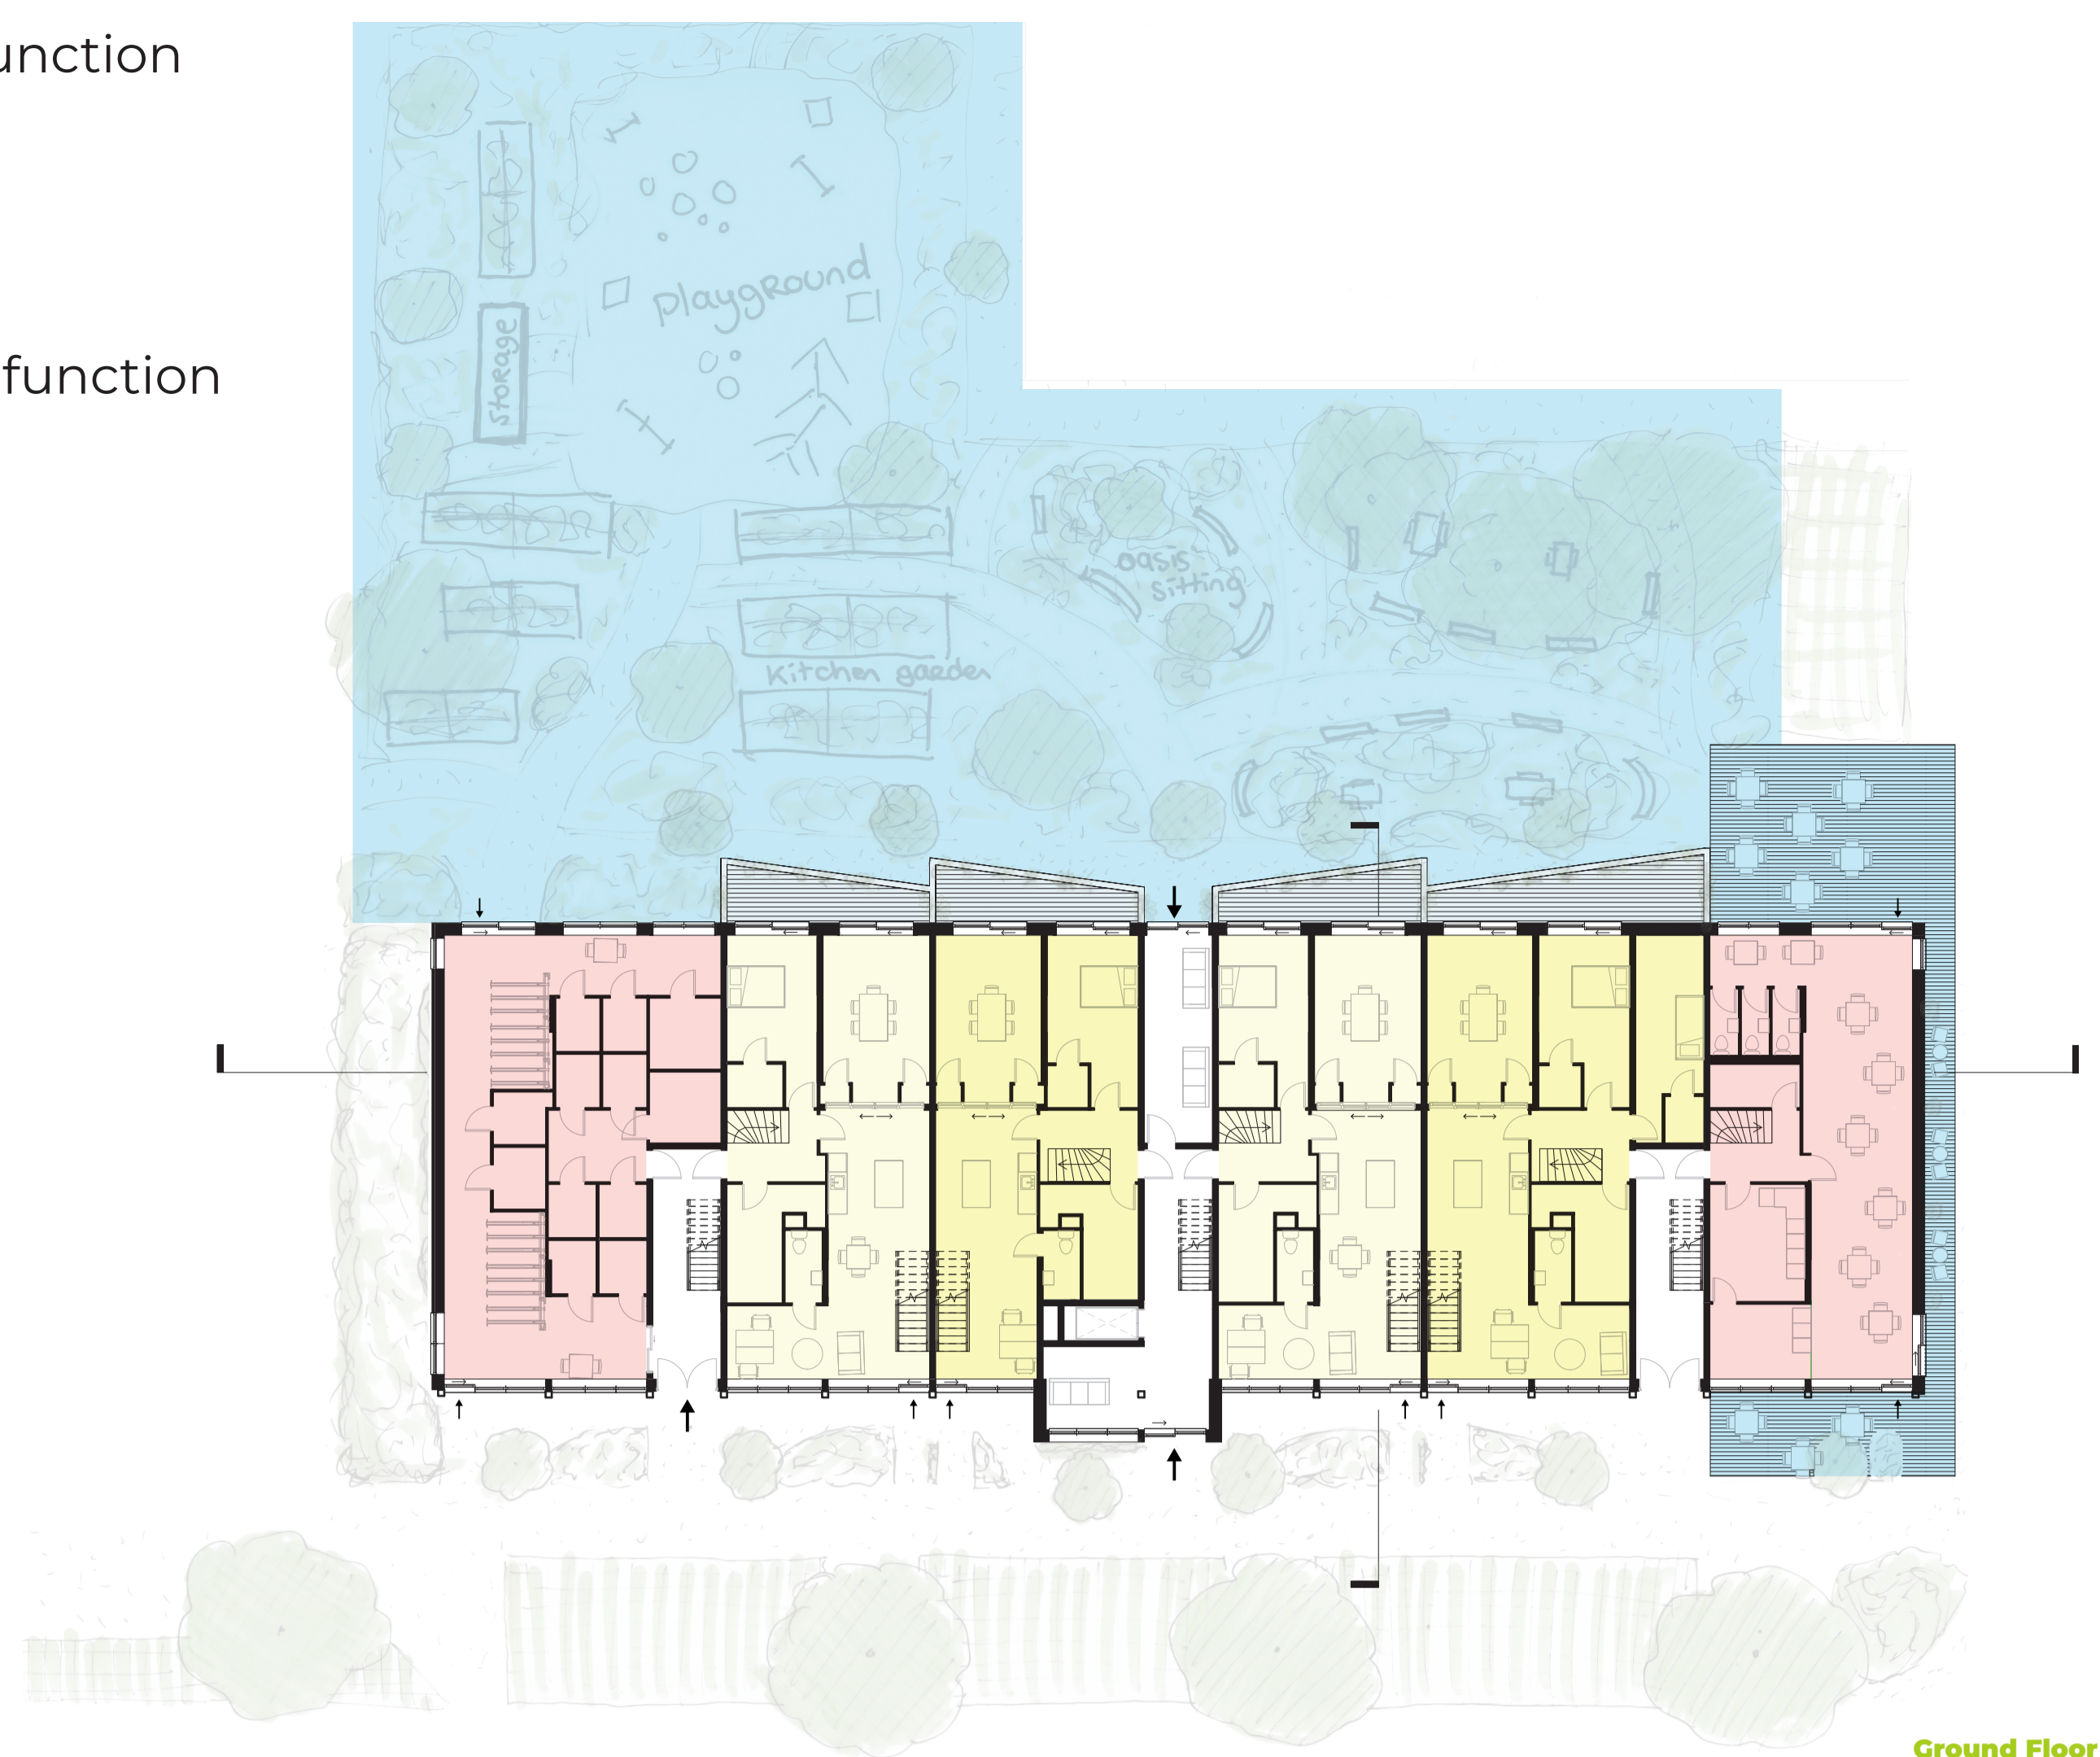 unction
function
playground
storage
oasis
sitting
kitchen garden
Ground Floor